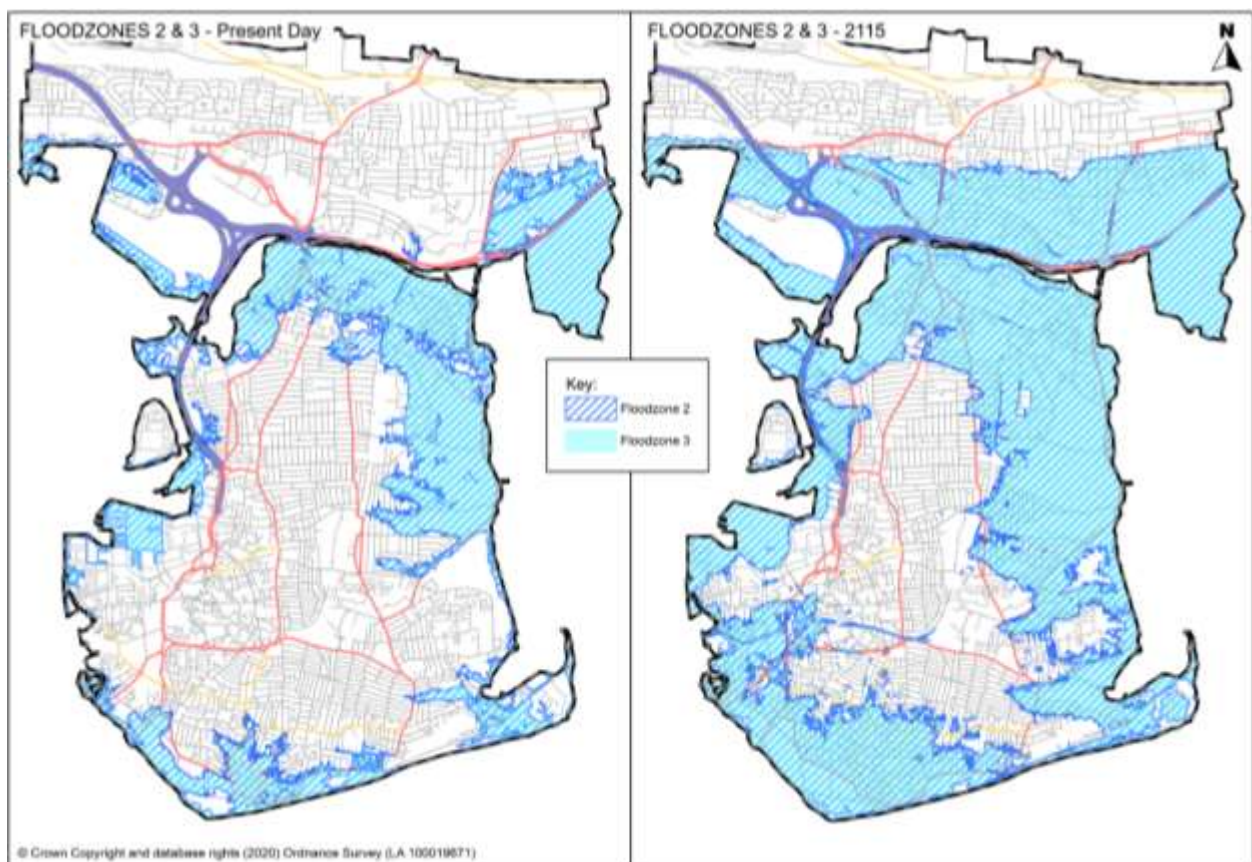 FLOODZONES 2 & 3 - Present Day
FLOODZONES 2 & 3 - 2115
N
Key:
Floodzone 2
Floodzone 3
© Crown Copyright and database rights (2020) Ordnance Survey (LA 100019671)